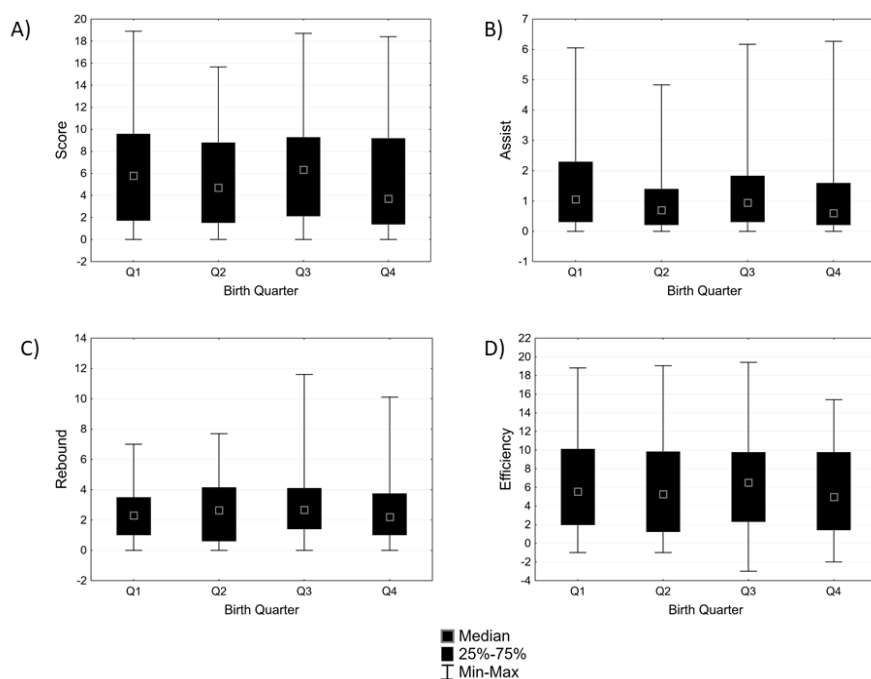 A)
20
18
16
14
12
10
8
6
4
2
0
-2
Score
Q1 Q2 Q3 Q4
Birth Quarter
B)
7
6
5
4
3
2
1
0
-1
Assist
Q1 Q2 Q3 Q4
Birth Quarter
C)
14
12
10
8
6
4
2
0
-2
Rebound
Q1 Q2 Q3 Q4
Birth Quarter
D)
22
20
18
16
14
12
10
8
6
4
2
0
-2
-4
Efficiency
Q1 Q2 Q3 Q4
Birth Quarter
Median
25%-75%
Min-Max